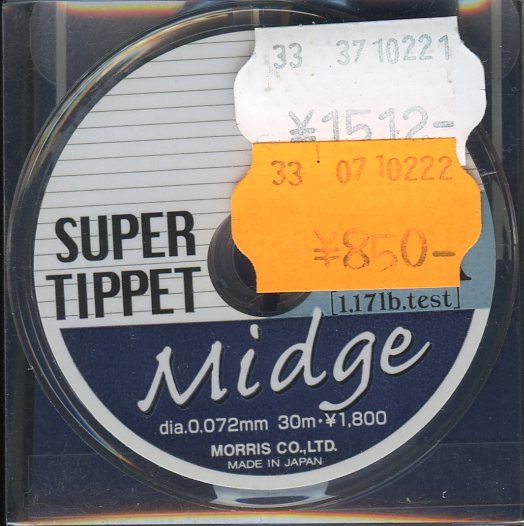 33 37 10221
¥1512-
33 07 10222
¥850-
SUPER
TIPPET
[1.17lb.test]
Midge
dia.0.072mm 30m·¥1,800
MORRIS CO.,LTD.
MADE IN JAPAN